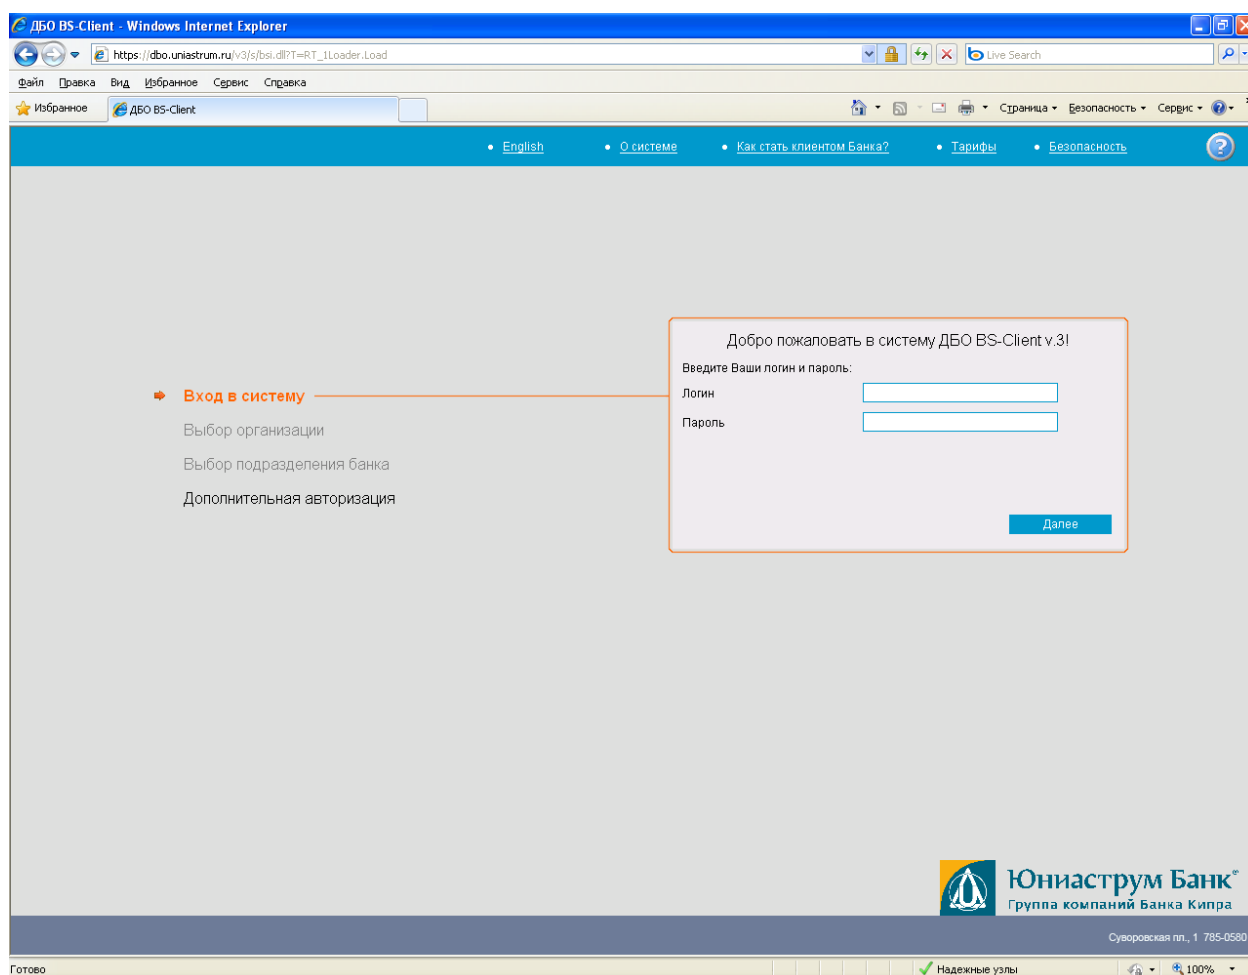 ДБО BS-Client - Windows Internet Explorer
https://dbo.uniastrum.ru/v3/s/bsi.dll?T=RT_1Loader.Load
Live Search
Файл Правка Вид Избранное Сервис Справка
Избранное ДБО BS-Client Страница Безопасность Сервис
English О системе Как стать клиентом Банка? Тарифы Безопасность
Добро пожаловать в систему ДБО BS-Client v.3!
Введите Ваши логин и пароль:
Вход в систему
Логин
Выбор организации
Пароль
Выбор подразделения банка
Дополнительная авторизация
Далее
Юниаструм Банк®
Группа компаний Банка Кипра
Суворовская пл., 1 785-0580
Готово Надежные узлы 100%